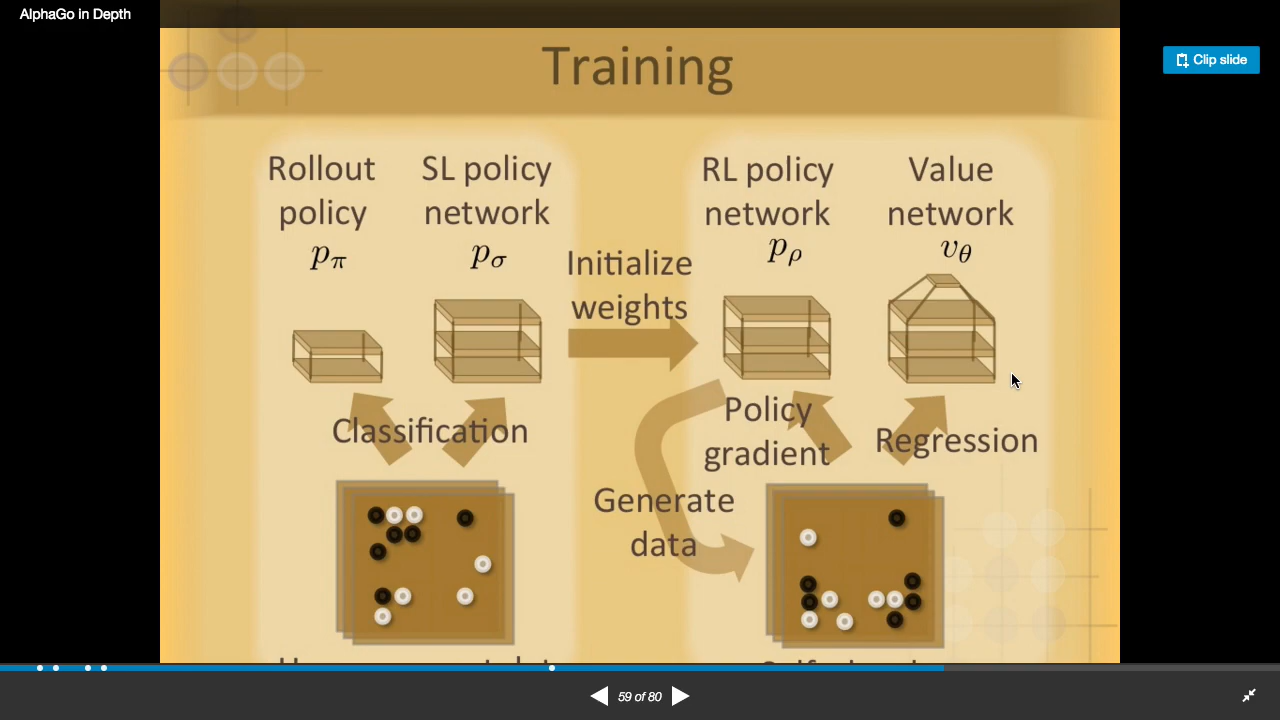 AlphaGo in Depth
Clip slide
Training
Rollout
policy
pπ
SL policy
network
pσ
Initialize
weights
RL policy
network
pρ
Value
network
vθ
Classification
Policy
gradient
Regression
Generate
data
59 of 80